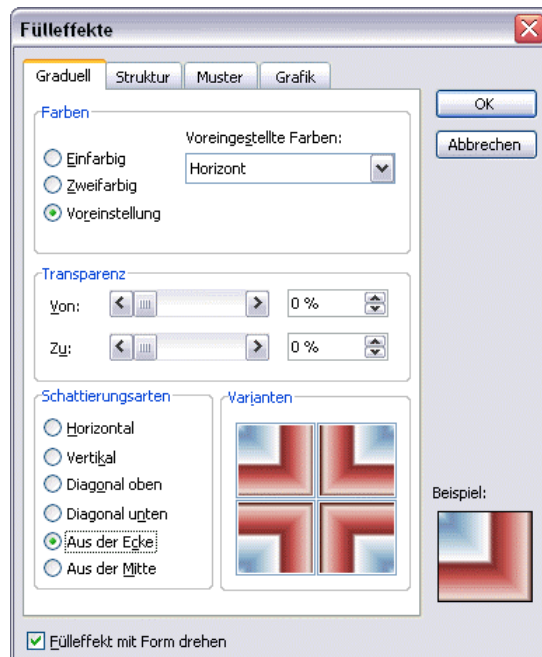 Fülleffekte
Graduell Struktur Muster Grafik
OK
Abbrechen
Farben
Voreingestellte Farben:
Einfarbig
Horizont
Zweifarbig
Voreinstellung
Transparenz
Von: 0 %
Zu: 0 %
Schattierungsarten
Horizontal
Vertikal
Diagonal oben
Diagonal unten
Aus der Ecke
Aus der Mitte
Varianten
Beispiel:
Fülleffekt mit Form drehen